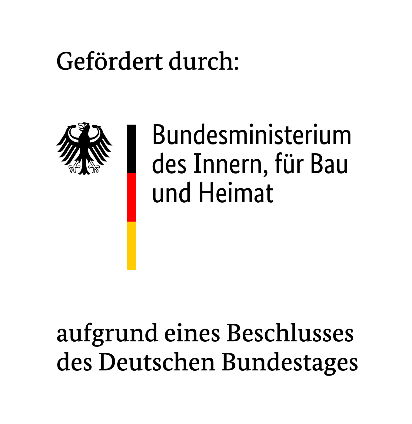 Gefördert durch:
Bundesministerium
des Innern, für Bau
und Heimat
aufgrund eines Beschlusses
des Deutschen Bundestages